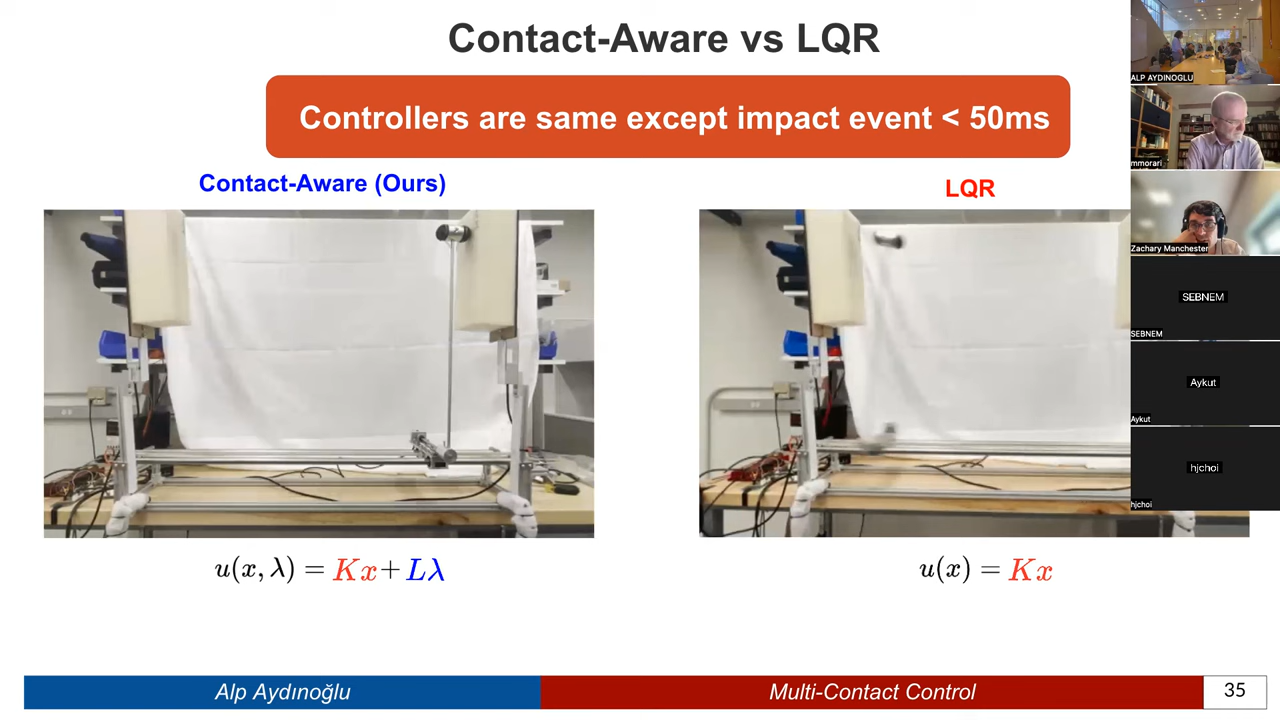 Contact-Aware vs LQR
Controllers are same except impact event < 50ms
Contact-Aware (Ours)
LQR
u(x, λ) = Kx + Lλ
u(x) = Kx
Alp Aydınoğlu
Multi-Contact Control
35
ALP AYDINOGLU
mmorari
Zachary Manchester
SEBNEM
SEBNEM
Aykut
Aykut
hjchoi
hjchoi